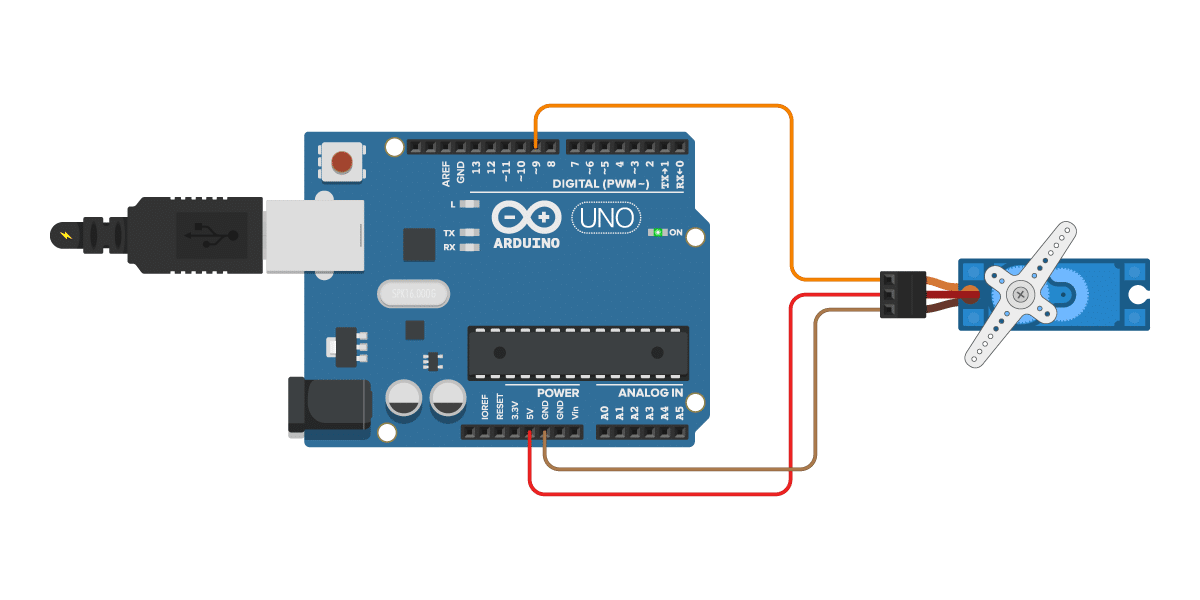 AREF
GND
13
12
~11
~10
~9
8
7
~6
~5
4
~3
2
TX→1
RX←0
DIGITAL (PWM~)
L
TX
RX
UNO
ARDUINO
ON
SPK16.000G
POWER
ANALOG IN
IOREF
RESET
3.3V
5V
GND
GND
Vin
A0
A1
A2
A3
A4
A5